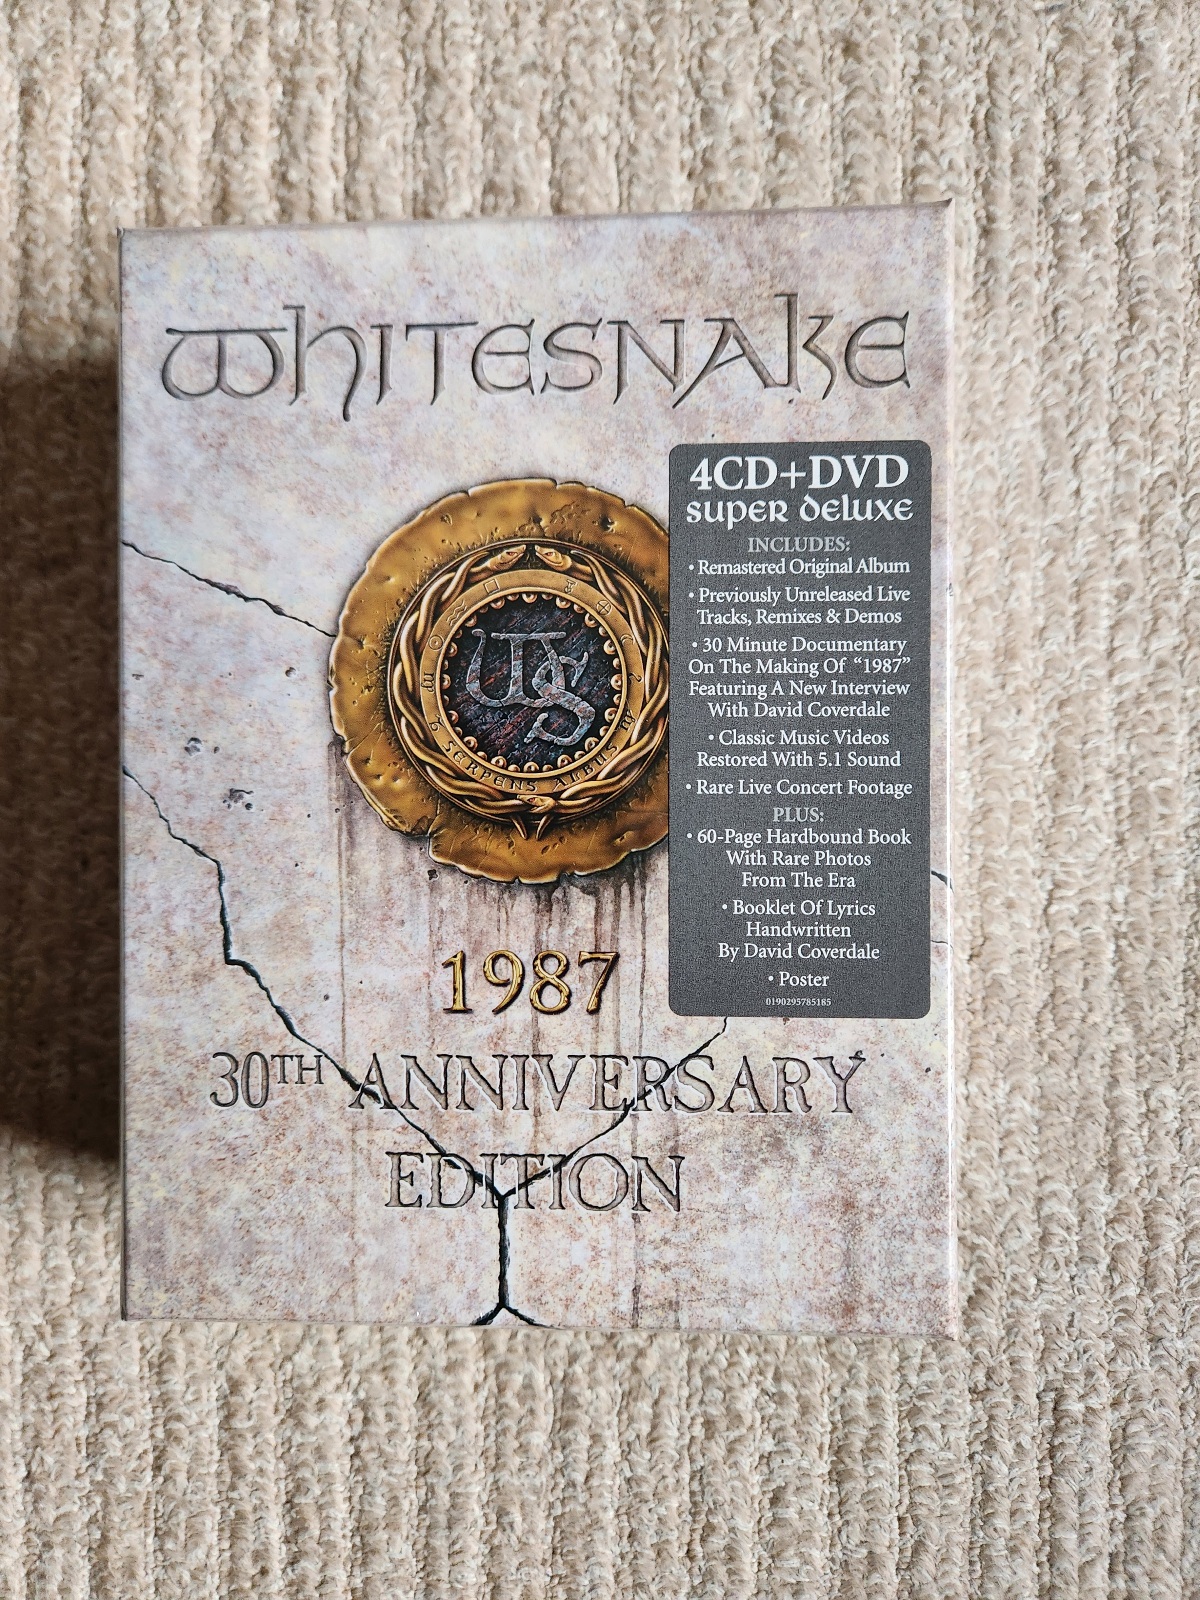 WHITESNAKE
4CD+DVD
SUPER DELUXE
INCLUDES:
• Remastered Original Album
• Previously Unreleased Live
Tracks, Remixes & Demos
• 30 Minute Documentary
On The Making Of “1987”
Featuring A New Interview
With David Coverdale
• Classic Music Videos
Restored With 5.1 Sound
• Rare Live Concert Footage
PLUS:
• 60-Page Hardbound Book
With Rare Photos
From The Era
• Booklet Of Lyrics
Handwritten
By David Coverdale
• Poster
0190295785185
WS
SERPENS ALBUS
1987
30TH ANNIVERSARY
EDITION